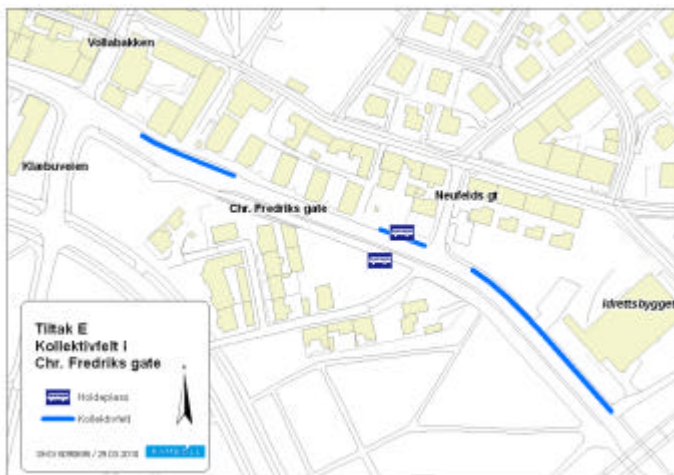 Vollabakken
Klæbuveien
Neufelds gt
Chr. Fredriks gate
Idrettsbygget
Tiltak E
Kollektivfelt i
Chr. Fredriks gate
Holdeplass
Kollektivfelt